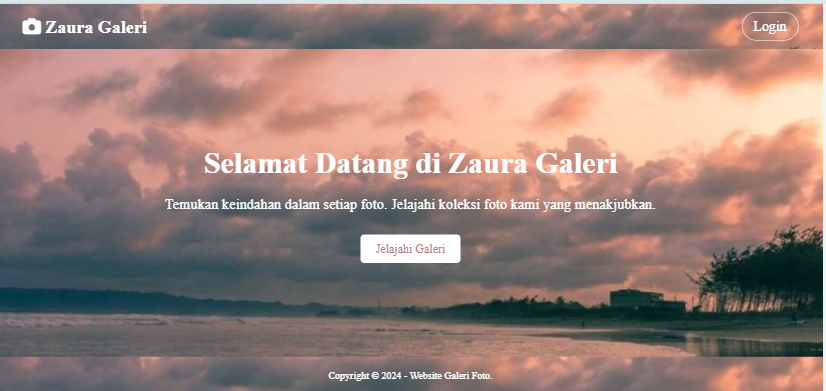 Zaura Galeri
Login
Selamat Datang di Zaura Galeri
Temukan keindahan dalam setiap foto. Jelajahi koleksi foto kami yang menakjubkan.
Jelajahi Galeri
Copyright © 2024 - Website Galeri Foto.